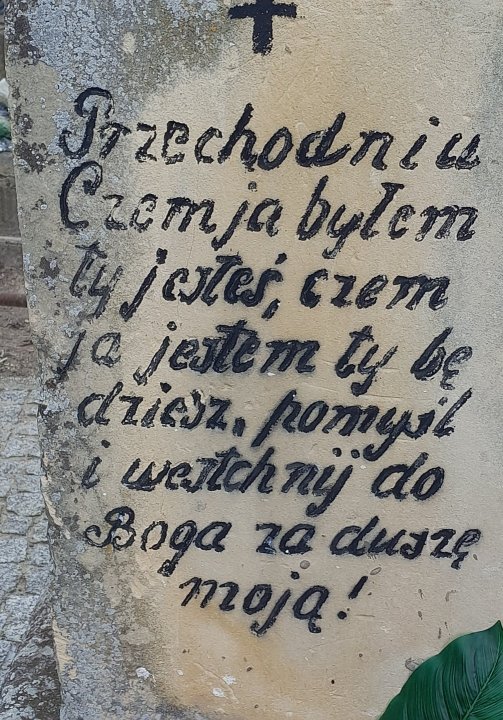 Przechodniu
Czem ja byłem
ty jesteś, czem
ja jestem ty bę
dziesz, pomyśl
i westchnij do
Boga za duszę
moją!